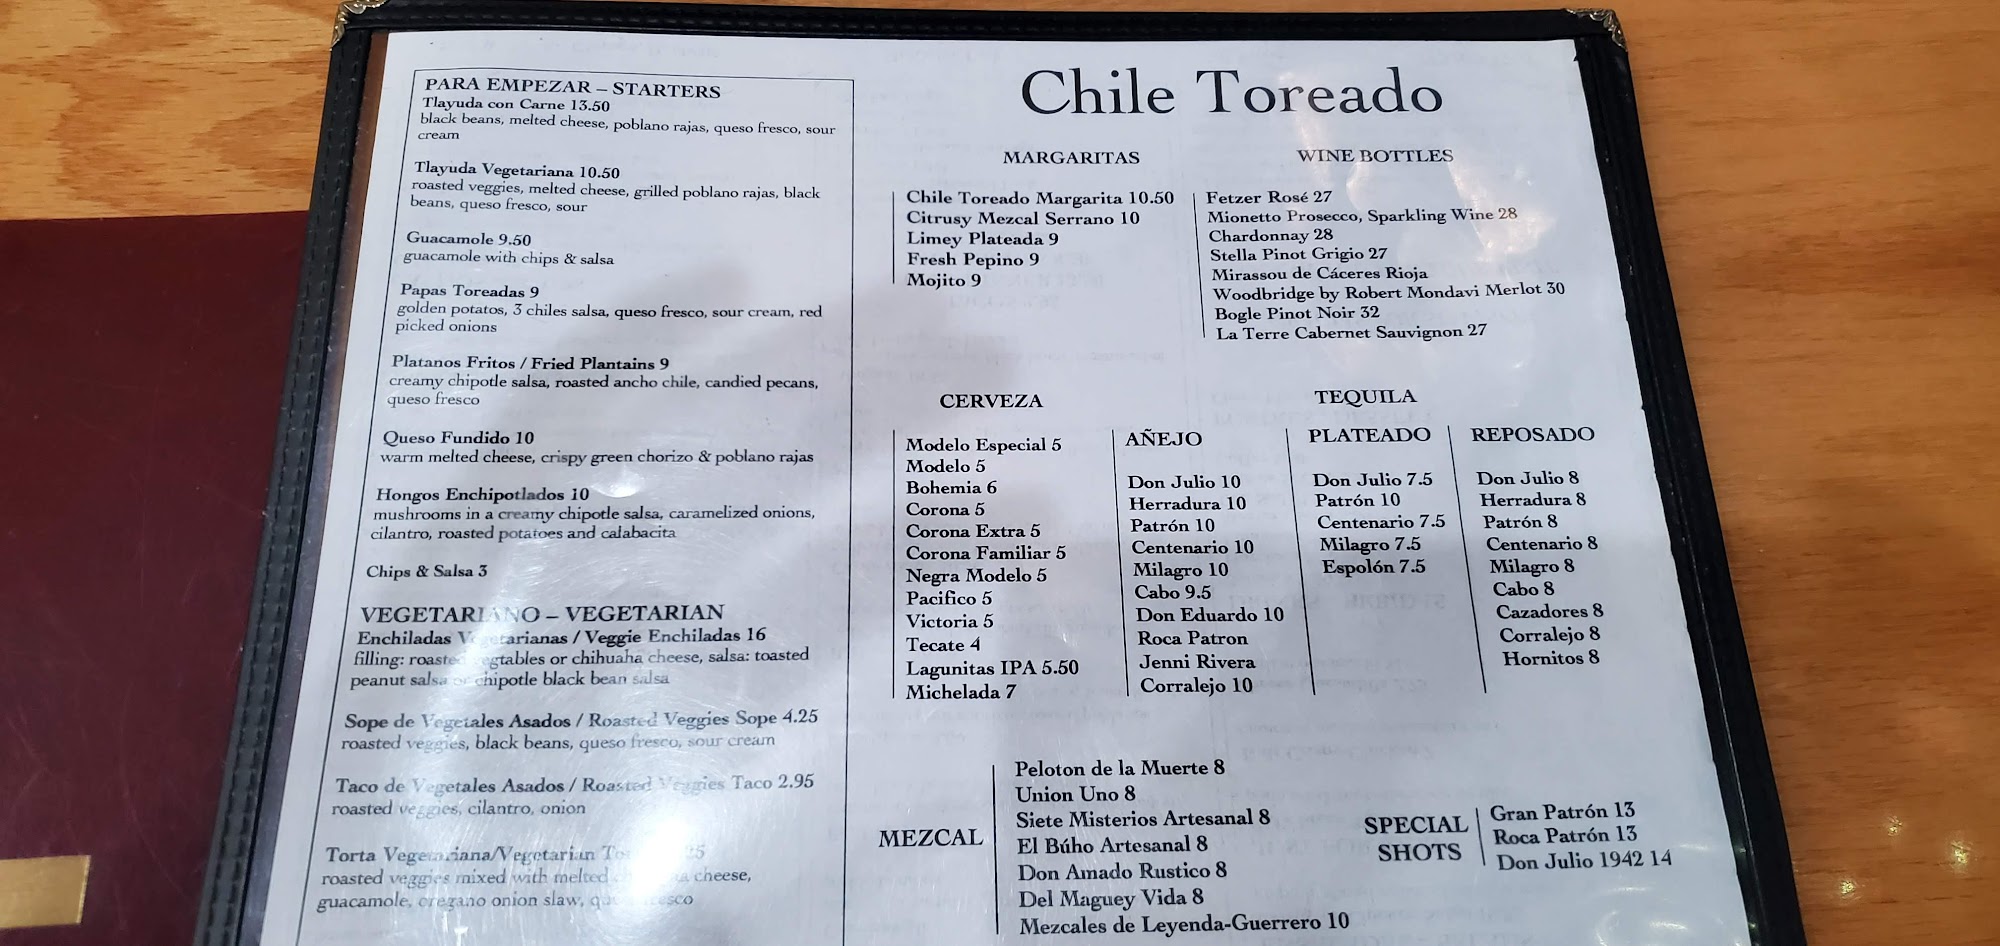 PARA EMPEZAR – STARTERS
Tlayuda con Carne 13.50
black beans, melted cheese, poblano rajas, queso fresco, sour
cream
Tlayuda Vegetariana 10.50
roasted veggies, melted cheese, grilled poblano rajas, black
beans, queso fresco, sour
Guacamole 9.50
guacamole with chips & salsa
Papas Toreadas 9
golden potatos, 3 chiles salsa, queso fresco, sour cream, red
picked onions
Platanos Fritos / Fried Plantains 9
creamy chipotle salsa, roasted ancho chile, candied pecans,
queso fresco
Queso Fundido 10
warm melted cheese, crispy green chorizo & poblano rajas
Hongos Enchipotlados 10
mushrooms in a creamy chipotle salsa, caramelized onions,
cilantro, roasted potatoes and calabacita
Chips & Salsa 3
VEGETARIANO – VEGETARIAN
Enchiladas Vegetarianas / Veggie Enchiladas 16
filling: roasted vegtables or chihuaha cheese, salsa: toasted
peanut salsa or chipotle black bean salsa
Sope de Vegetales Asados / Roasted Veggies Sope 4.25
roasted veggies, black beans, queso fresco, sour cream
Taco de Vegetales Asados / Roasted Veggies Taco 2.95
roasted veggies, cilantro, onion
Torta Vegetariana/Vegetarian
roasted veggies mixed with melted cheese,
guacamole, oregano onion slaw, queso fresco
Chile Toreado
MARGARITAS
Chile Toreado Margarita 10.50
Citrusy Mezcal Serrano 10
Limey Plateada 9
Fresh Pepino 9
Mojito 9
WINE BOTTLES
Fetzer Rosé 27
Mionetto Prosecco, Sparkling Wine 28
Chardonnay 28
Stella Pinot Grigio 27
Mirassou de Cáceres Rioja
Woodbridge by Robert Mondavi Merlot 30
Bogle Pinot Noir 32
La Terre Cabernet Sauvignon 27
CERVEZA
Modelo Especial 5
Modelo 5
Bohemia 6
Corona 5
Corona Extra 5
Corona Familiar 5
Negra Modelo 5
Pacifico 5
Victoria 5
Tecate 4
Lagunitas IPA 5.50
Michelada 7
TEQUILA
AÑEJO
Don Julio 10
Herradura 10
Patrón 10
Centenario 10
Milagro 10
Cabo 9.5
Don Eduardo 10
Roca Patron
Jenni Rivera
Corralejo 10
PLATEADO
Don Julio 7.5
Patrón 10
Centenario 7.5
Milagro 7.5
Espolón 7.5
REPOSADO
Don Julio 8
Herradura 8
Patrón 8
Centenario 8
Milagro 8
Cabo 8
Cazadores 8
Corralejo 8
Hornitos 8
MEZCAL
Peloton de la Muerte 8
Union Uno 8
Siete Misterios Artesanal 8
El Búho Artesanal 8
Don Amado Rustico 8
Del Maguey Vida 8
Mezcales de Leyenda-Guerrero 10
SPECIAL
SHOTS
Gran Patrón 13
Roca Patrón 13
Don Julio 1942 14